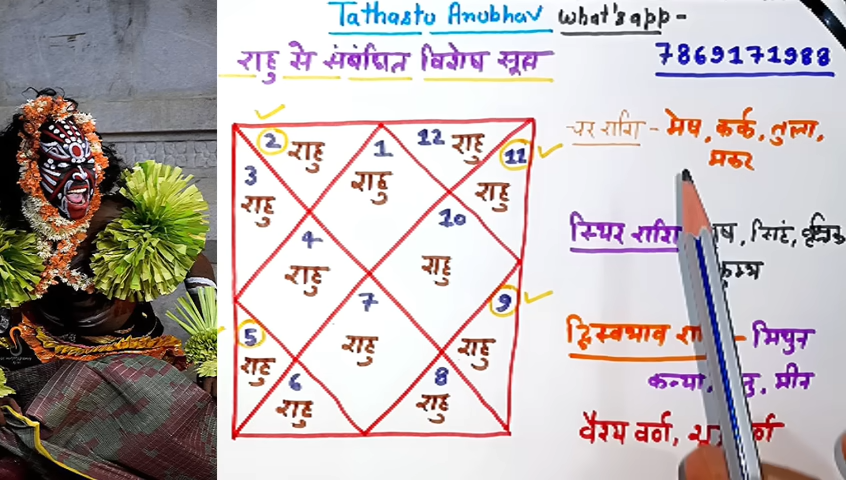 Tathastu Anubhav what's app -
राहु से संबंधित विशेष सूत्र
7869171988
2 राहु
1 राहु
12 राहु
11 राहु
3 राहु
10 राहु
4 राहु
7 राहु
9 राहु
5 राहु
6 राहु
8 राहु
चर राशि - मेष, कर्क, तुला,
मकर
स्थिर राशि सिंह,
द्विस्वभाव - मिथुन
कन्या, मीन
वैश्य वर्ण,